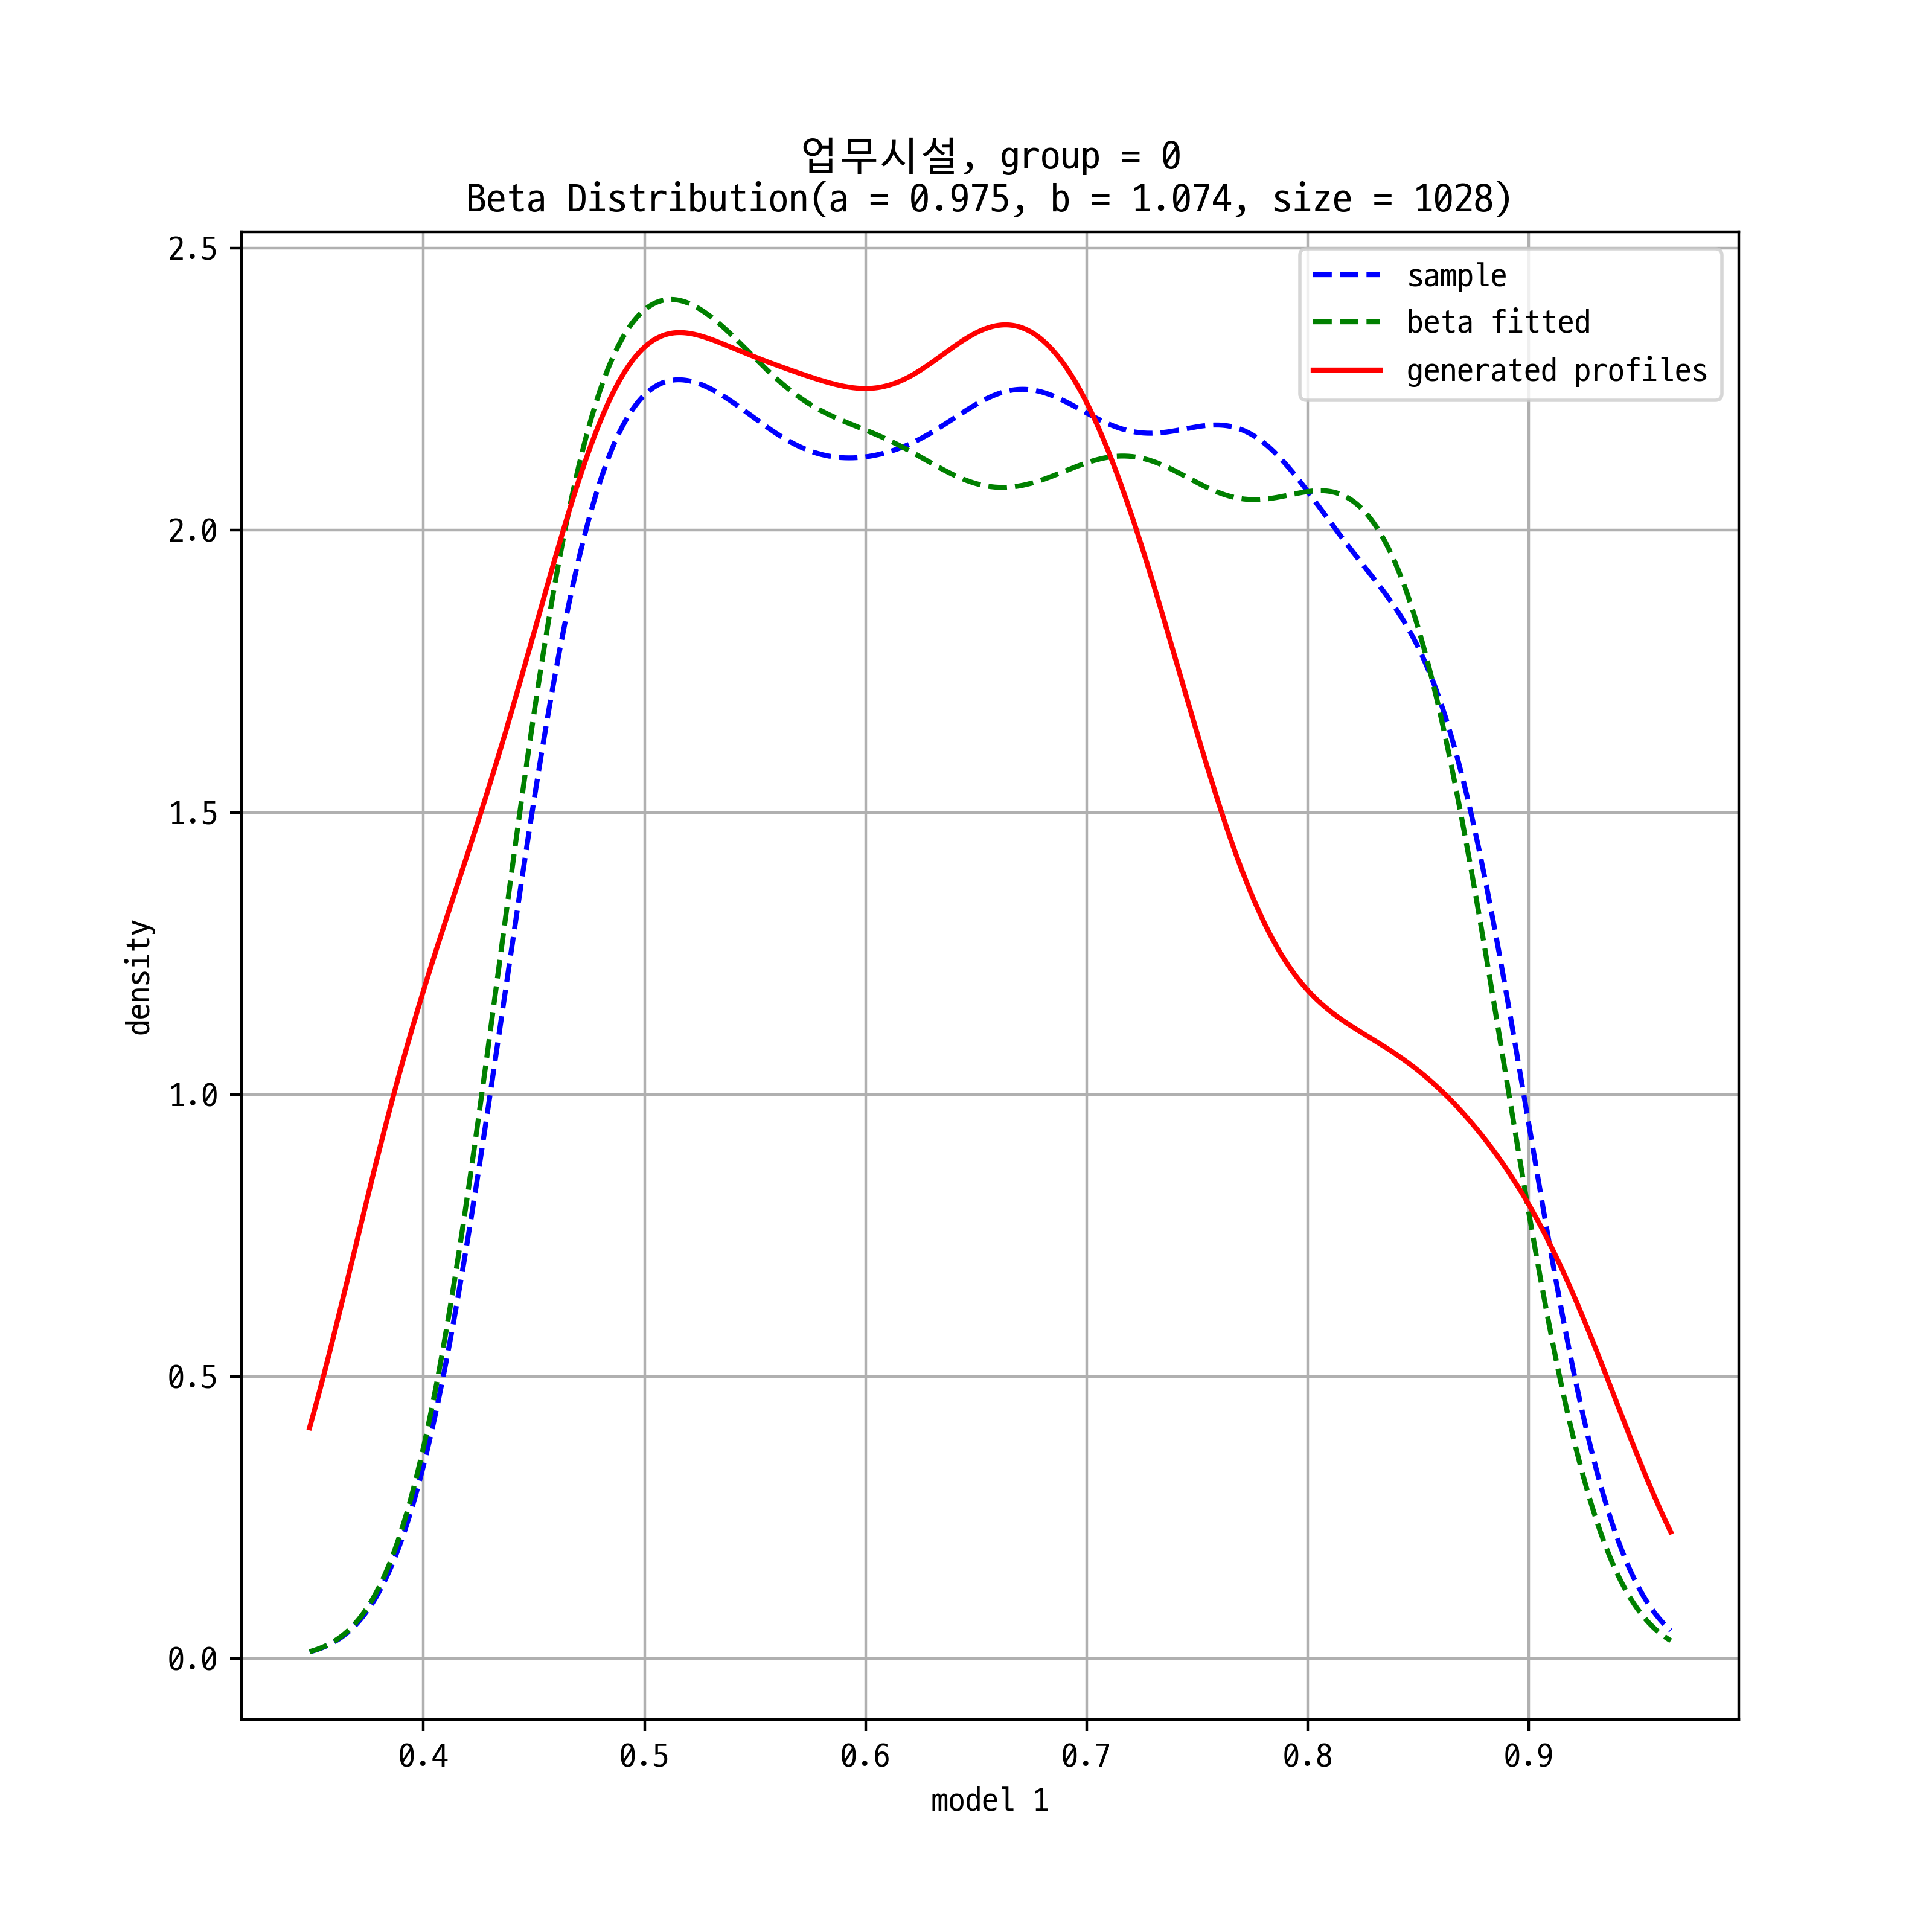 업무시설, group = 0
Beta Distribution(a = 0.975, b = 1.074, size = 1028)
sample
beta fitted
generated profiles
2.5
2.0
1.5
1.0
0.5
0.0
density
0.4 0.5 0.6 0.7 0.8 0.9
model 1